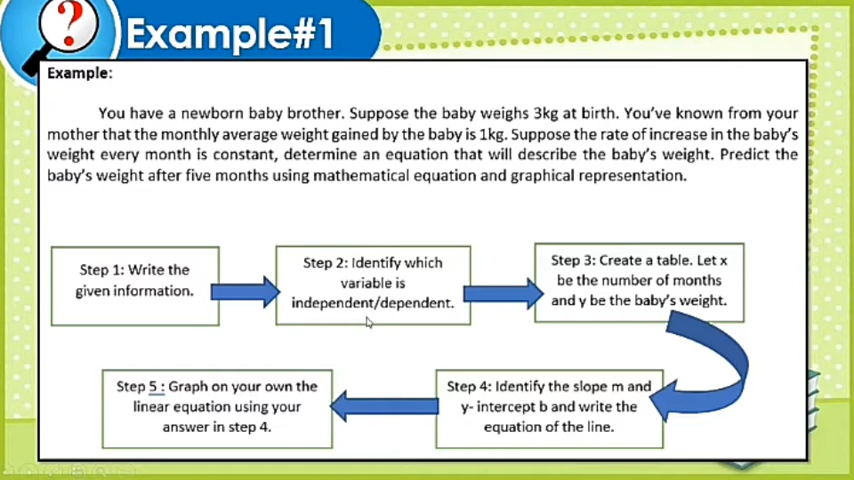 ?
Example#1
Example:
You have a newborn baby brother. Suppose the baby weighs 3kg at birth. You've known from your
mother that the monthly average weight gained by the baby is 1kg. Suppose the rate of increase in the baby's
weight every month is constant, determine an equation that will describe the baby's weight. Predict the
baby's weight after five months using mathematical equation and graphical representation.
Step 1: Write the
given information.
Step 2: Identify which
variable is
independent/dependent.
Step 3: Create a table. Let x
be the number of months
and y be the baby's weight.
Step 4: Identify the slope m and
y- intercept b and write the
equation of the line.
Step 5 : Graph on your own the
linear equation using your
answer in step 4.